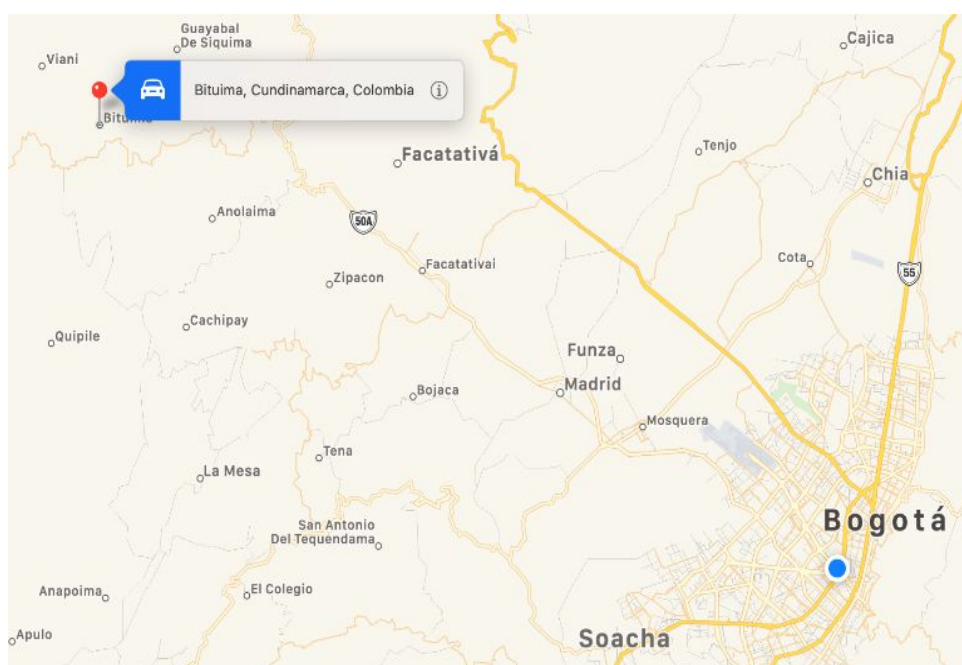 Guayabal
De Siquima
Cajica
Viani
Bituima, Cundinamarca, Colombia
Tenjo
Facatativá
Chia
Anolaima
50A
Cota
55
Facatativai
Zipacon
Cachipay
Quipile
Funza
Madrid
Bojaca
Mosquera
Tena
La Mesa
Bogotá
San Antonio
Del Tequendama
El Colegio
Anapoima
Apulo
Soacha